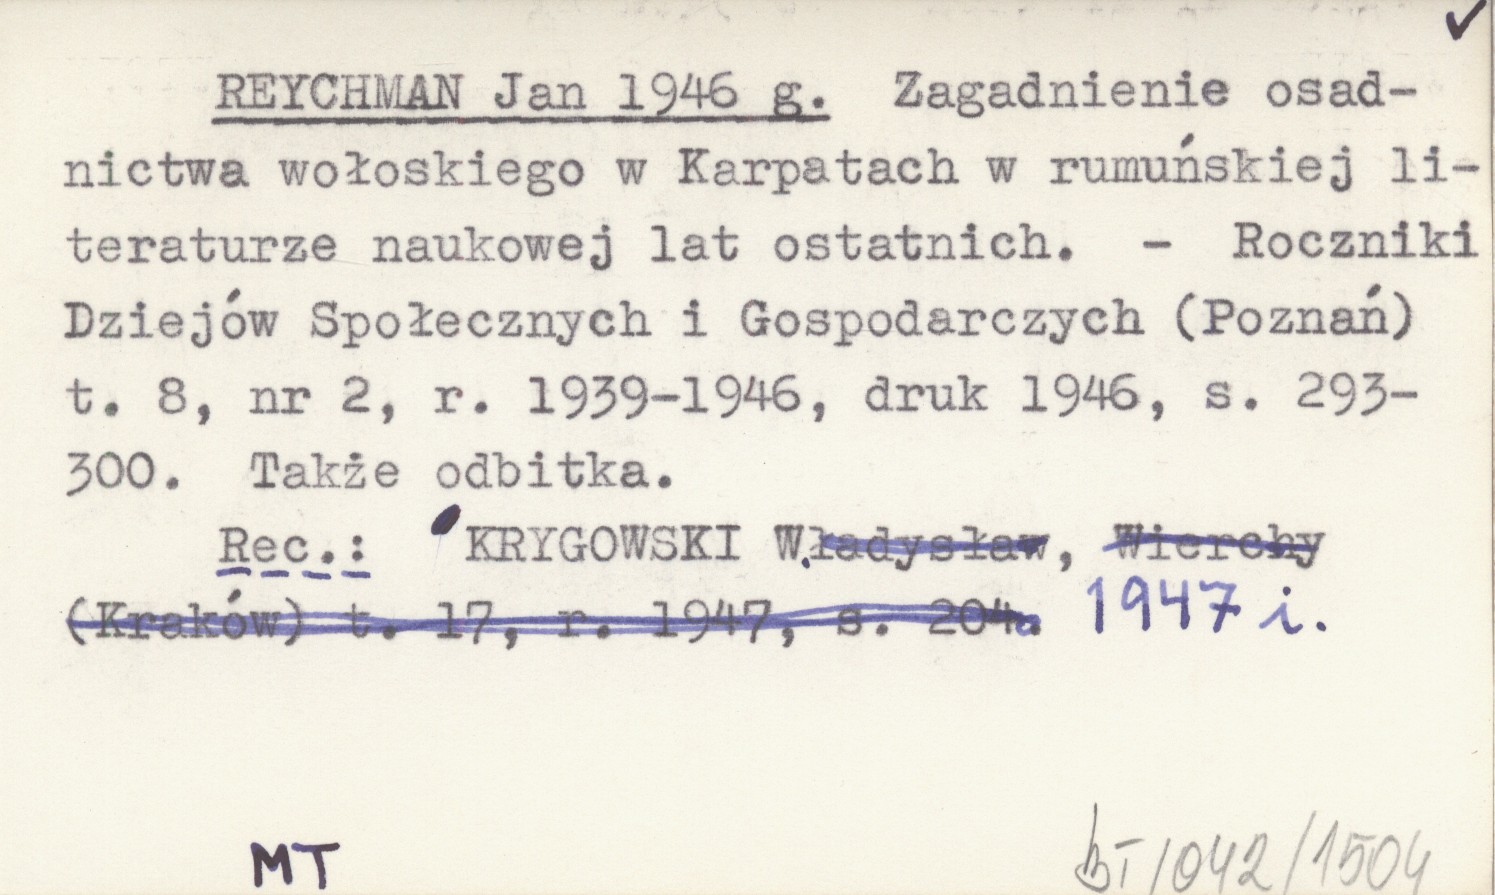 REYCHMAN Jan 1946 g. Zagadnienie osad-
nictwa wołoskiego w Karpatach w rumuńskiej li-
teraturze naukowej lat ostatnich. - Roczniki
Dziejów Społecznych i Gospodarczych (Poznań)
t. 8, nr 2, r. 1939-1946, druk 1946, s. 293-
300. Także odbitka.
Rec.: KRYGOWSKI Władysław, Wierchy
(Kraków) t. 17, r. 1947, s. 204. 1947 i.
MT
bT/042/1504